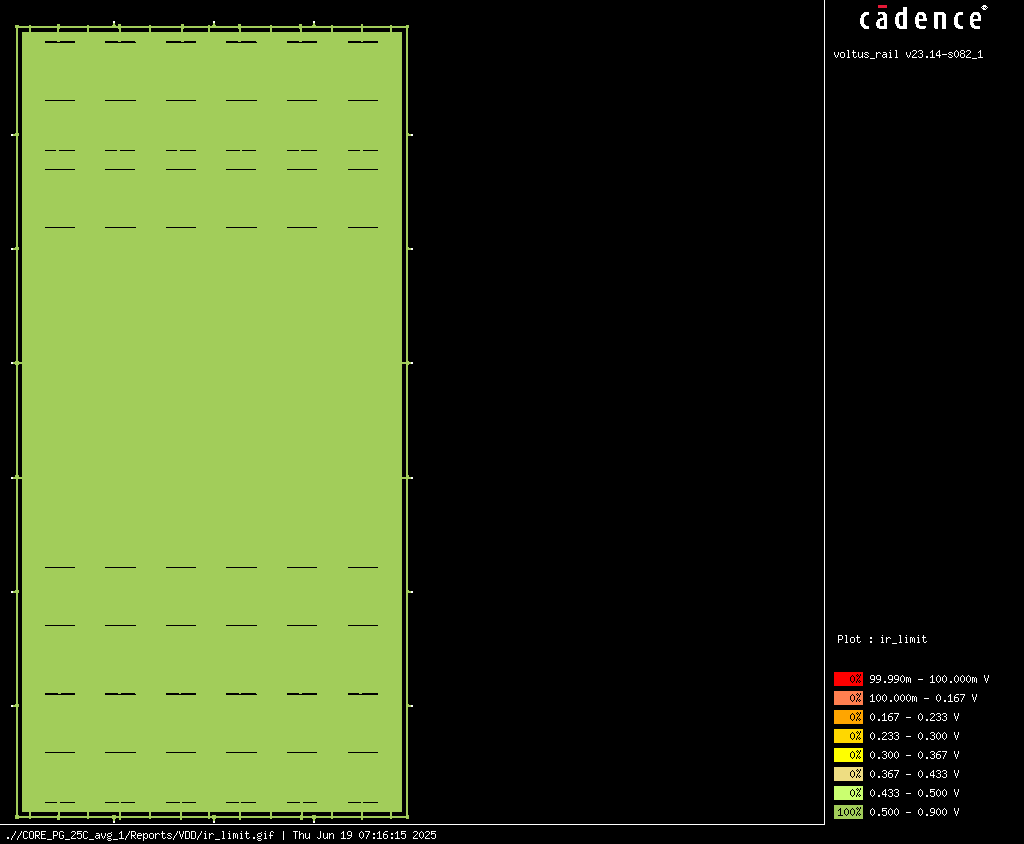 cādence®
voltus_rail v23.14-s082_1
Plot : ir_limit
0% 99.990m - 100.000m V
0% 100.000m - 0.167 V
0% 0.167 - 0.233 V
0% 0.233 - 0.300 V
0% 0.300 - 0.367 V
0% 0.367 - 0.433 V
0% 0.433 - 0.500 V
100% 0.500 - 0.900 V
.//CORE_PG_25C_avg_1/Reports/VDD/ir_limit.gif | Thu Jun 19 07:16:15 2025